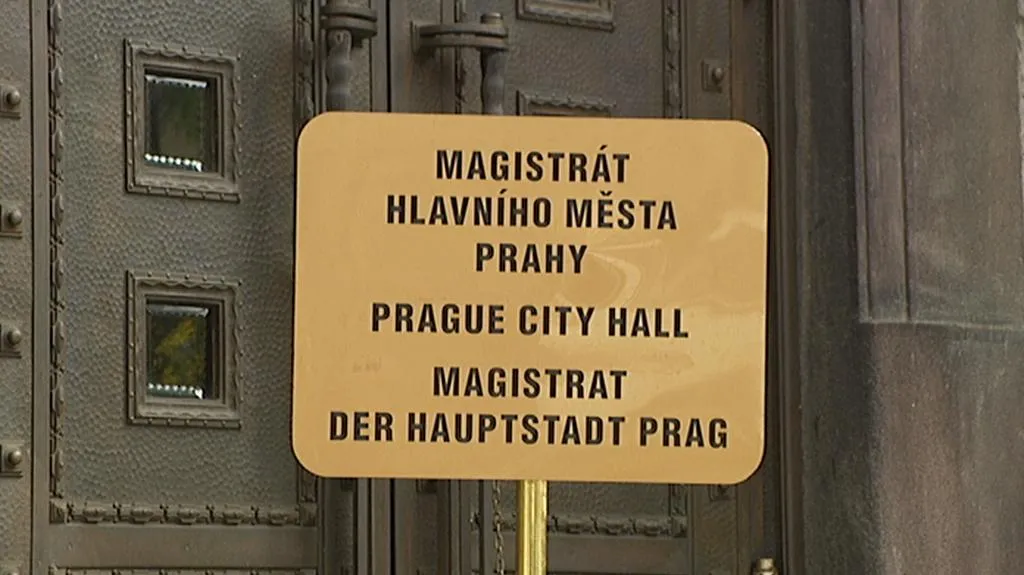 MAGISTRÁT
HLAVNÍHO MĚSTA
PRAHY
PRAGUE CITY HALL
MAGISTRAT
DER HAUPTSTADT PRAG